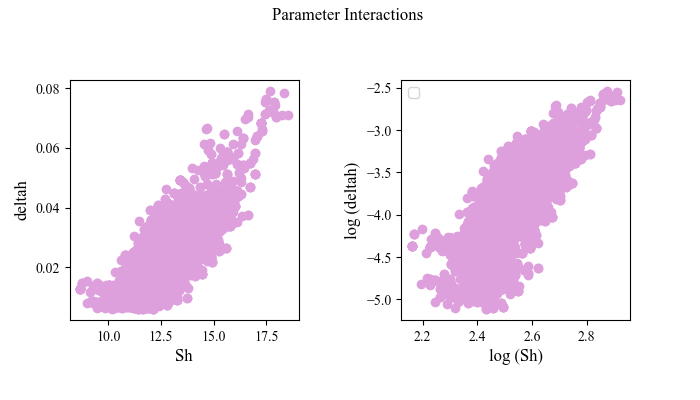 Parameter Interactions
0.08
0.06
0.04
0.02
deltah
10.0 12.5 15.0 17.5
Sh
−2.5
−3.0
−3.5
−4.0
−4.5
−5.0
log (deltah)
2.2 2.4 2.6 2.8
log (Sh)